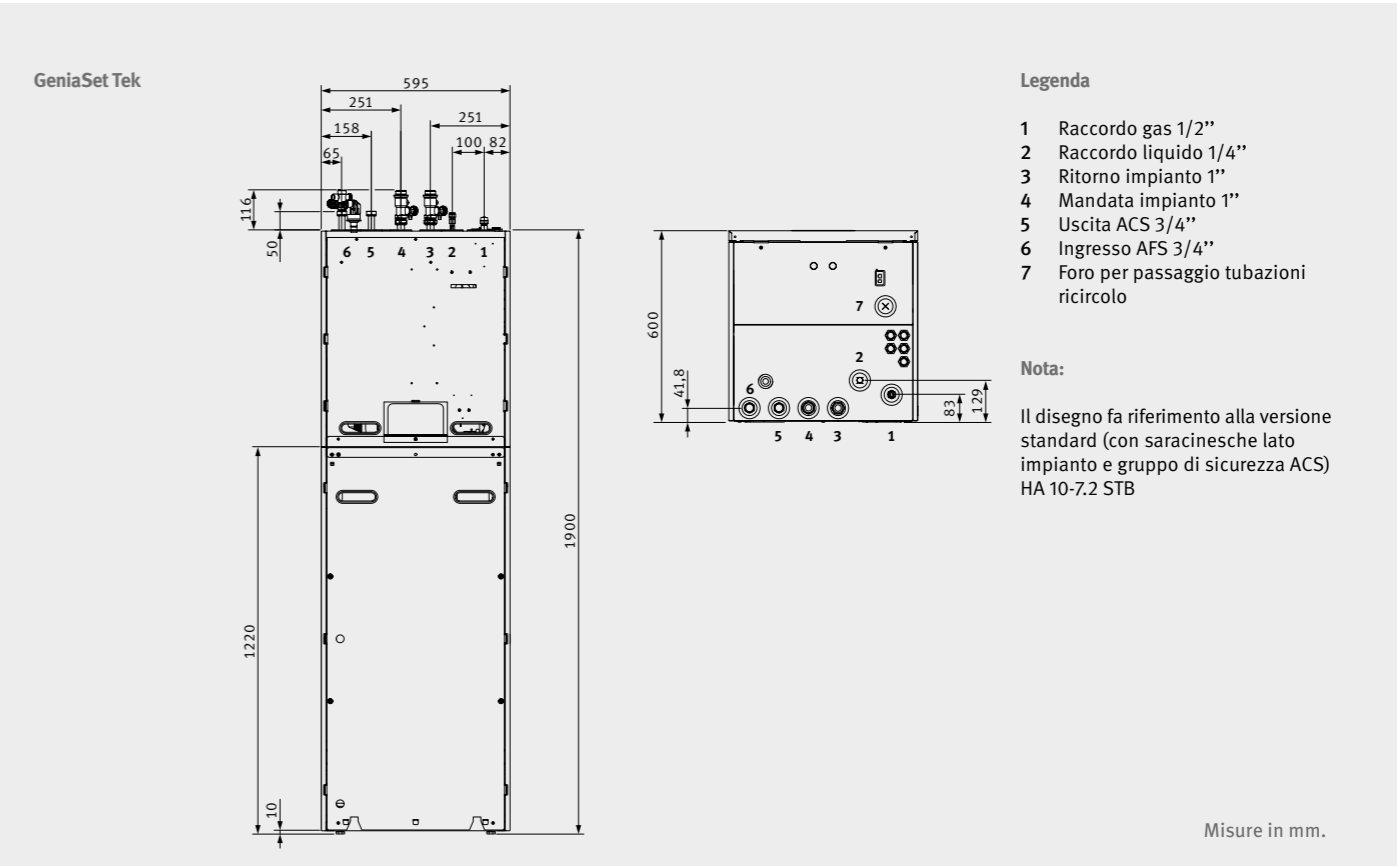 GeniaSet Tek
595
251
251
158
100 82
65
116
50
6 5 4 3 2 1
1900
1220
10
600
41,8
7
2
6
83
129
5 4 3 1
Legenda
1 Raccordo gas 1/2’’
2 Raccordo liquido 1/4’’
3 Ritorno impianto 1’’
4 Mandata impianto 1’’
5 Uscita ACS 3/4’’
6 Ingresso AFS 3/4’’
7 Foro per passaggio tubazioni
ricircolo
Nota:
Il disegno fa riferimento alla versione
standard (con saracinesche lato
impianto e gruppo di sicurezza ACS)
HA 10-7.2 STB
Misure in mm.